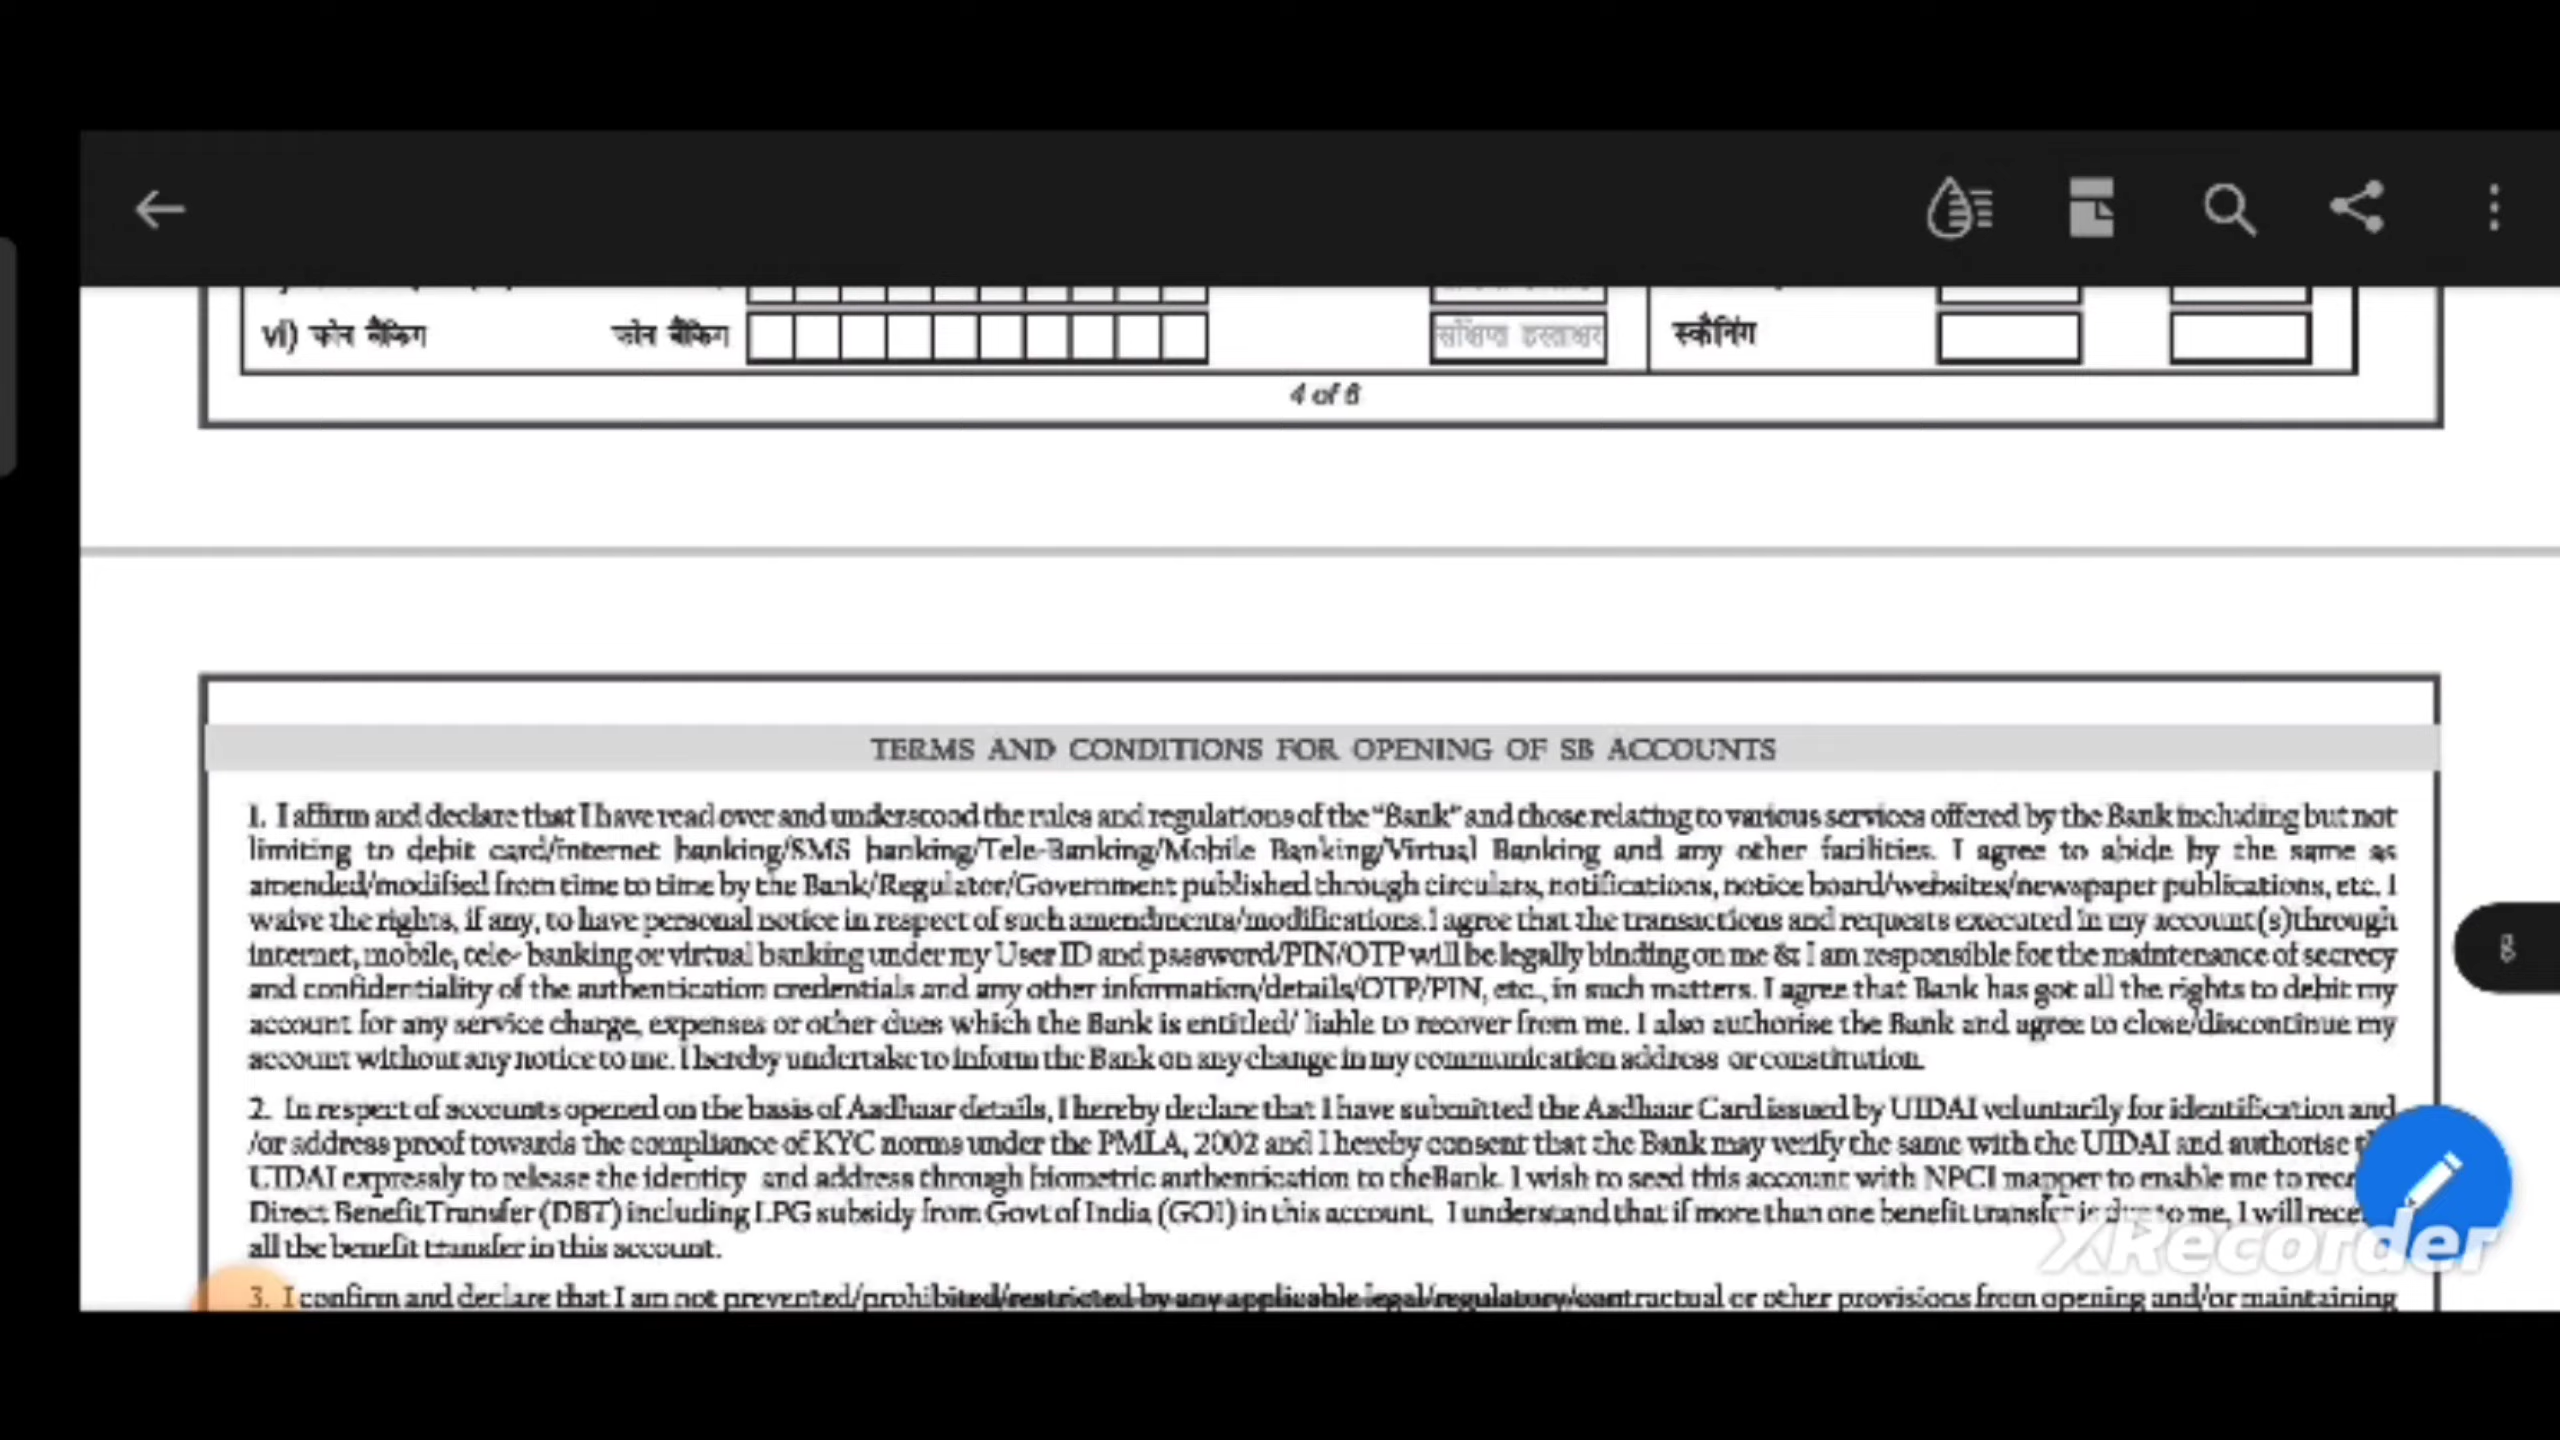 vi) फोन बैंकिंग फोन बैंकिंग संक्षिप्त हस्ताक्षर स्कैनिंग
4 of 6
TERMS AND CONDITIONS FOR OPENING OF SB ACCOUNTS
1. I affirm and declare that I have read over and understood the rules and regulations of the "Bank" and those relating to various services offered by the Bank including but not
limiting to debit card/internet banking/SMS banking/Tele-Banking/Mobile Banking/Virtual Banking and any other facilities. I agree to abide by the same as
amended/modified from time to time by the Bank/Regulator/Government published through circulars, notifications, notice board/websites/newspaper publications, etc. I
waive the rights, if any, to have personal notice in respect of such amendments/modifications. I agree that the transactions and requests executed in my account(s)through
internet, mobile, tele- banking or virtual banking under my User ID and password/PIN/OTP will be legally binding on me & I am responsible for the maintenance of secrecy
and confidentiality of the authentication credentials and any other information/details/OTP/PIN, etc., in such matters. I agree that Bank has got all the rights to debit my
account for any service charge, expenses or other dues which the Bank is entitled/ liable to recover from me. I also authorise the Bank and agree to close/discontinue my
account without any notice to me. I hereby undertake to inform the Bank on any change in my communication address or constitution.
2. In respect of accounts opened on the basis of Aadhaar details, I hereby declare that I have submitted the Aadhaar Card issued by UIDAI voluntarily for identification and
/or address proof towards the compliance of KYC norms under the PMLA, 2002 and I hereby consent that the Bank may verify the same with the UIDAI and authorise
UIDAI expressly to release the identity and address through biometric authentication to theBank. I wish to seed this account with NPCI mapper to enable me to
Direct Benefit Transfer (DBT) including LPG subsidy from Govt of India (GOI) in this account. I understand that if more than one benefit transfer is due to me, I will
all the benefit transfer in this account.
3. I confirm and declare that I am not prevented/prohibited/restricted by any applicable legal/regulatory/contractual or other provisions from opening and/or maintaining
XRecorder